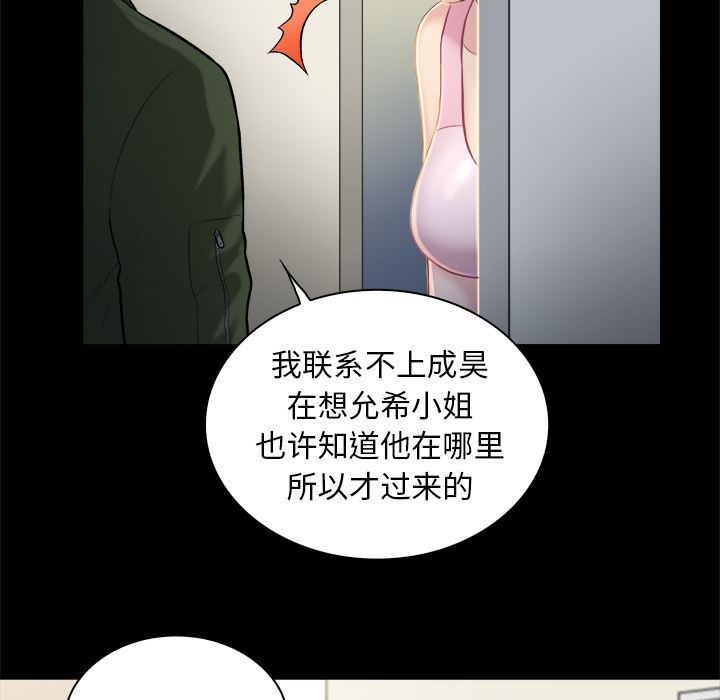 我联系不上成昊
在想允希小姐
也许知道他在哪里
所以才过来的